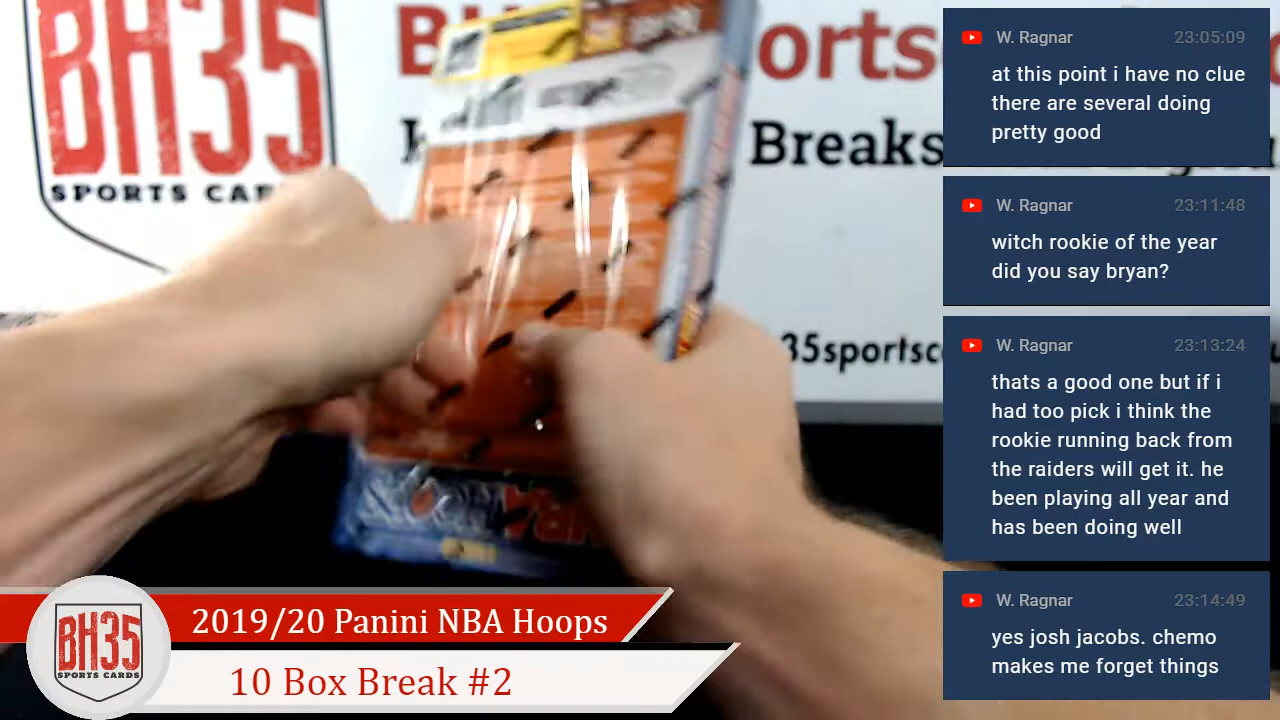 BH35
SPORTS CAR
Breaks
35sportsc
W. Ragnar 23:05:09
at this point i have no clue
there are several doing
pretty good
W. Ragnar 23:11:48
witch rookie of the year
did you say bryan?
W. Ragnar 23:13:24
thats a good one but if i
had too pick i think the
rookie running back from
the raiders will get it. he
been playing all year and
has been doing well
W. Ragnar 23:14:49
yes josh jacobs. chemo
makes me forget things
BH35
SPORTS CARDS
2019/20 Panini NBA Hoops
10 Box Break #2